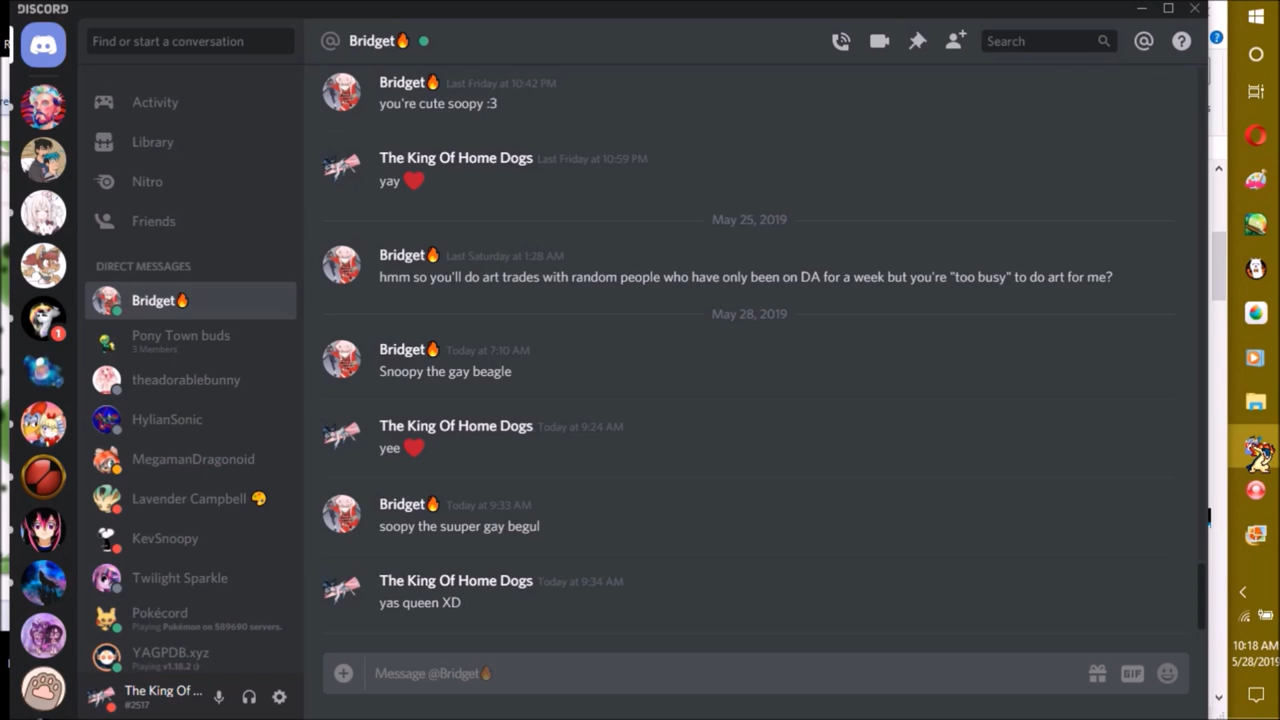 DISCORD
Find or start a conversation
Activity
Library
Nitro
Friends
DIRECT MESSAGES
Bridget🔥
Pony Town buds
3 Members
theadorablebunny
HylianSonic
MegamanDragonoid
Lavender Campbell 🎨
KevSnoopy
Twilight Sparkle
Pokécord
Playing Pokémon on 589690 servers.
YAGPDB.xyz
Playing v1.18.2 :)
The King Of ...
#2517
1
@ Bridget🔥
Search
Bridget🔥 Last Friday at 10:42 PM
you're cute soopy :3
The King Of Home Dogs Last Friday at 10:59 PM
yay ❤
May 25, 2019
Bridget🔥 Last Saturday at 1:28 AM
hmm so you'll do art trades with random people who have only been on DA for a week but you're "too busy" to do art for me?
May 28, 2019
Bridget🔥 Today at 7:10 AM
Snoopy the gay beagle
The King Of Home Dogs Today at 9:24 AM
yee ❤
Bridget🔥 Today at 9:33 AM
soopy the suuper gay begul
The King Of Home Dogs Today at 9:34 AM
yas queen XD
Message @Bridget🔥
GIF
10:18 AM
5/28/2019